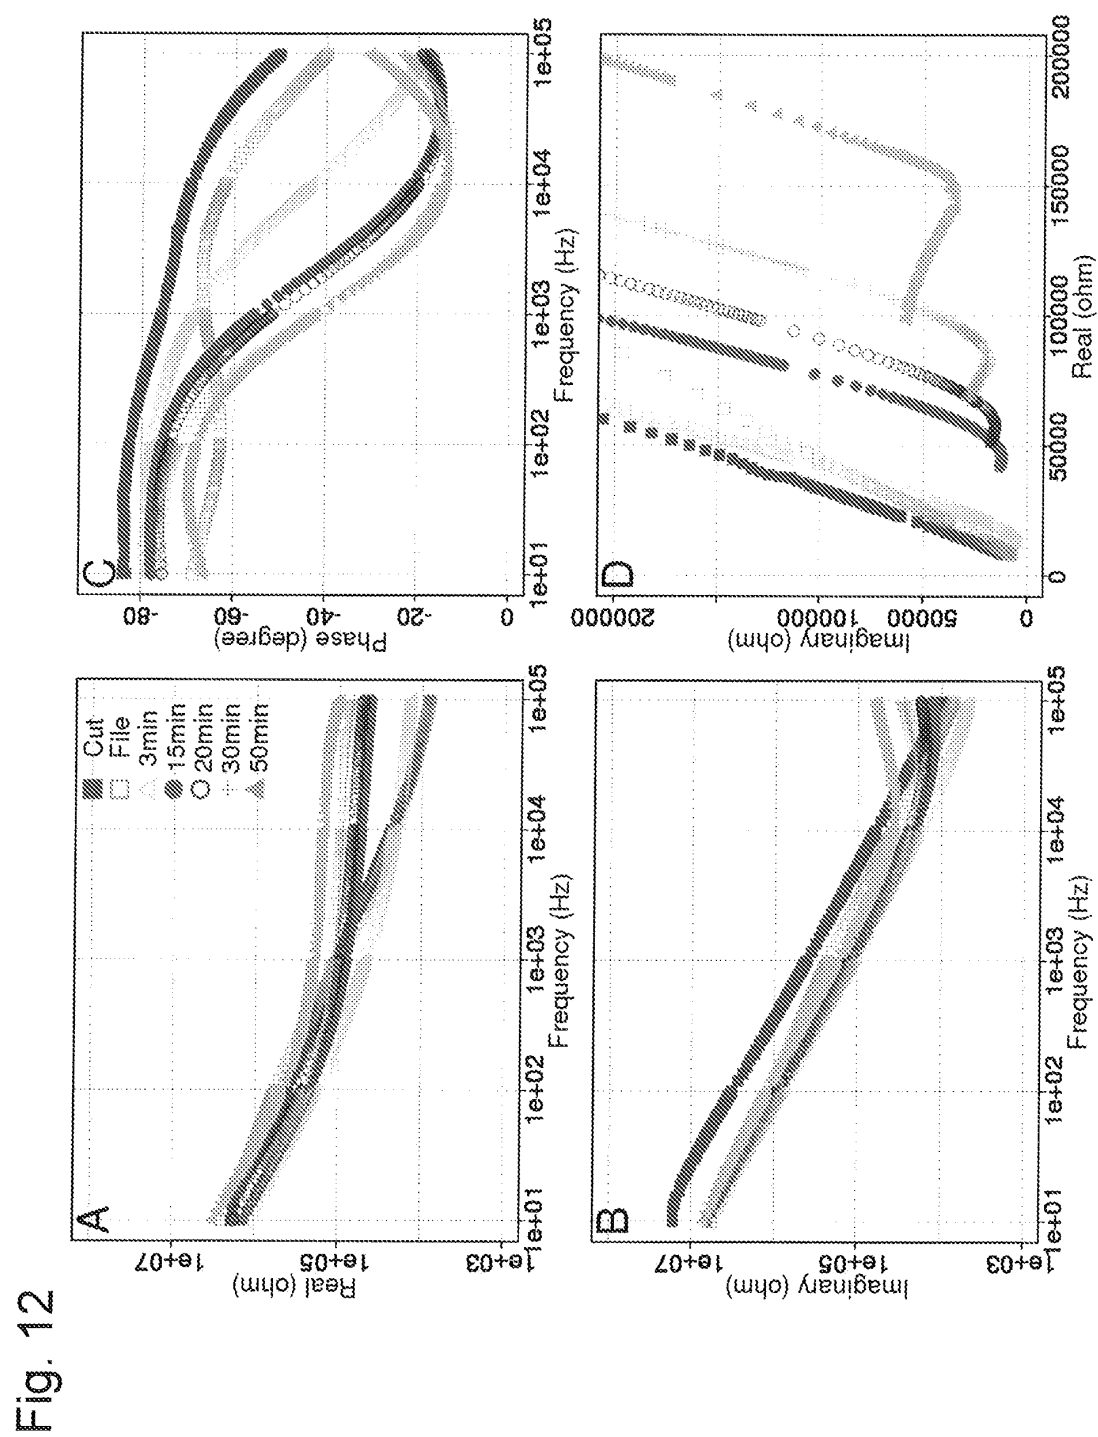 Fig. 12
A
Real (ohm)
1e+07
1e+05
1e+03
1e+01
1e+02
1e+03
1e+04
1e+05
Frequency (Hz)
Cut
File
3min
15min
20min
30min
50min
B
Imaginary (ohm)
1e+07
1e+05
1e+03
1e+01
1e+02
1e+03
1e+04
1e+05
Frequency (Hz)
C
Phase (degree)
-80
-60
-40
-20
0
1e+01
1e+02
1e+03
1e+04
1e+05
Frequency (Hz)
D
Imaginary (ohm)
200000
100000
50000
0
0
50000
100000
150000
200000
Real (ohm)